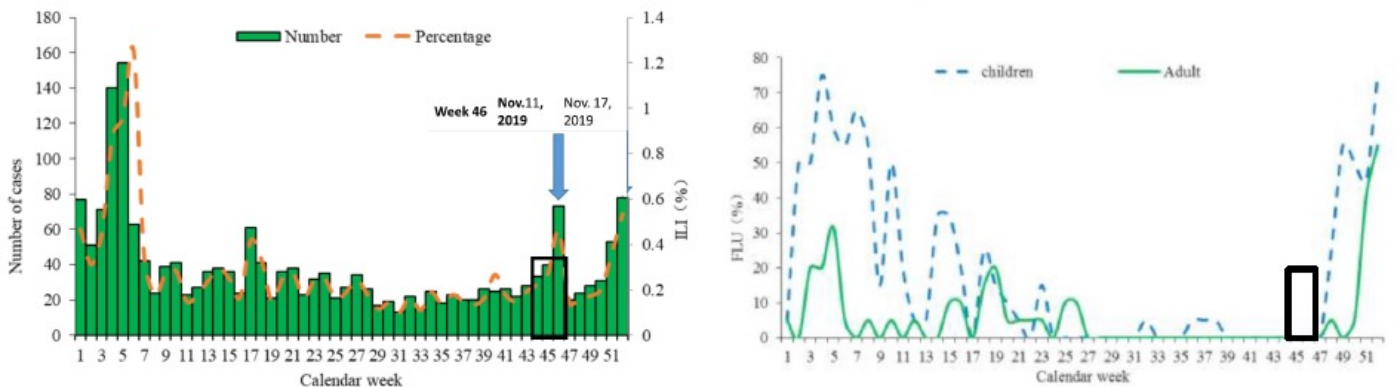 180
160
140
120
100
80
60
40
20
0
Number of cases
Number
Percentage
Week 46 Nov.11, Nov. 17,
2019 2019
1.4
1.2
1
0.8
0.6
0.4
0.2
0
ILI (%)
1 3 5 7 9 11 13 15 17 19 21 23 25 27 29 31 33 35 37 39 41 43 45 47 49 51
Calendar week
80
70
60
50
40
30
20
10
0
FLU (%)
children
Adult
1 3 5 7 9 11 13 15 17 19 21 23 25 27 29 31 33 35 37 39 41 43 45 47 49 51
Calendar week